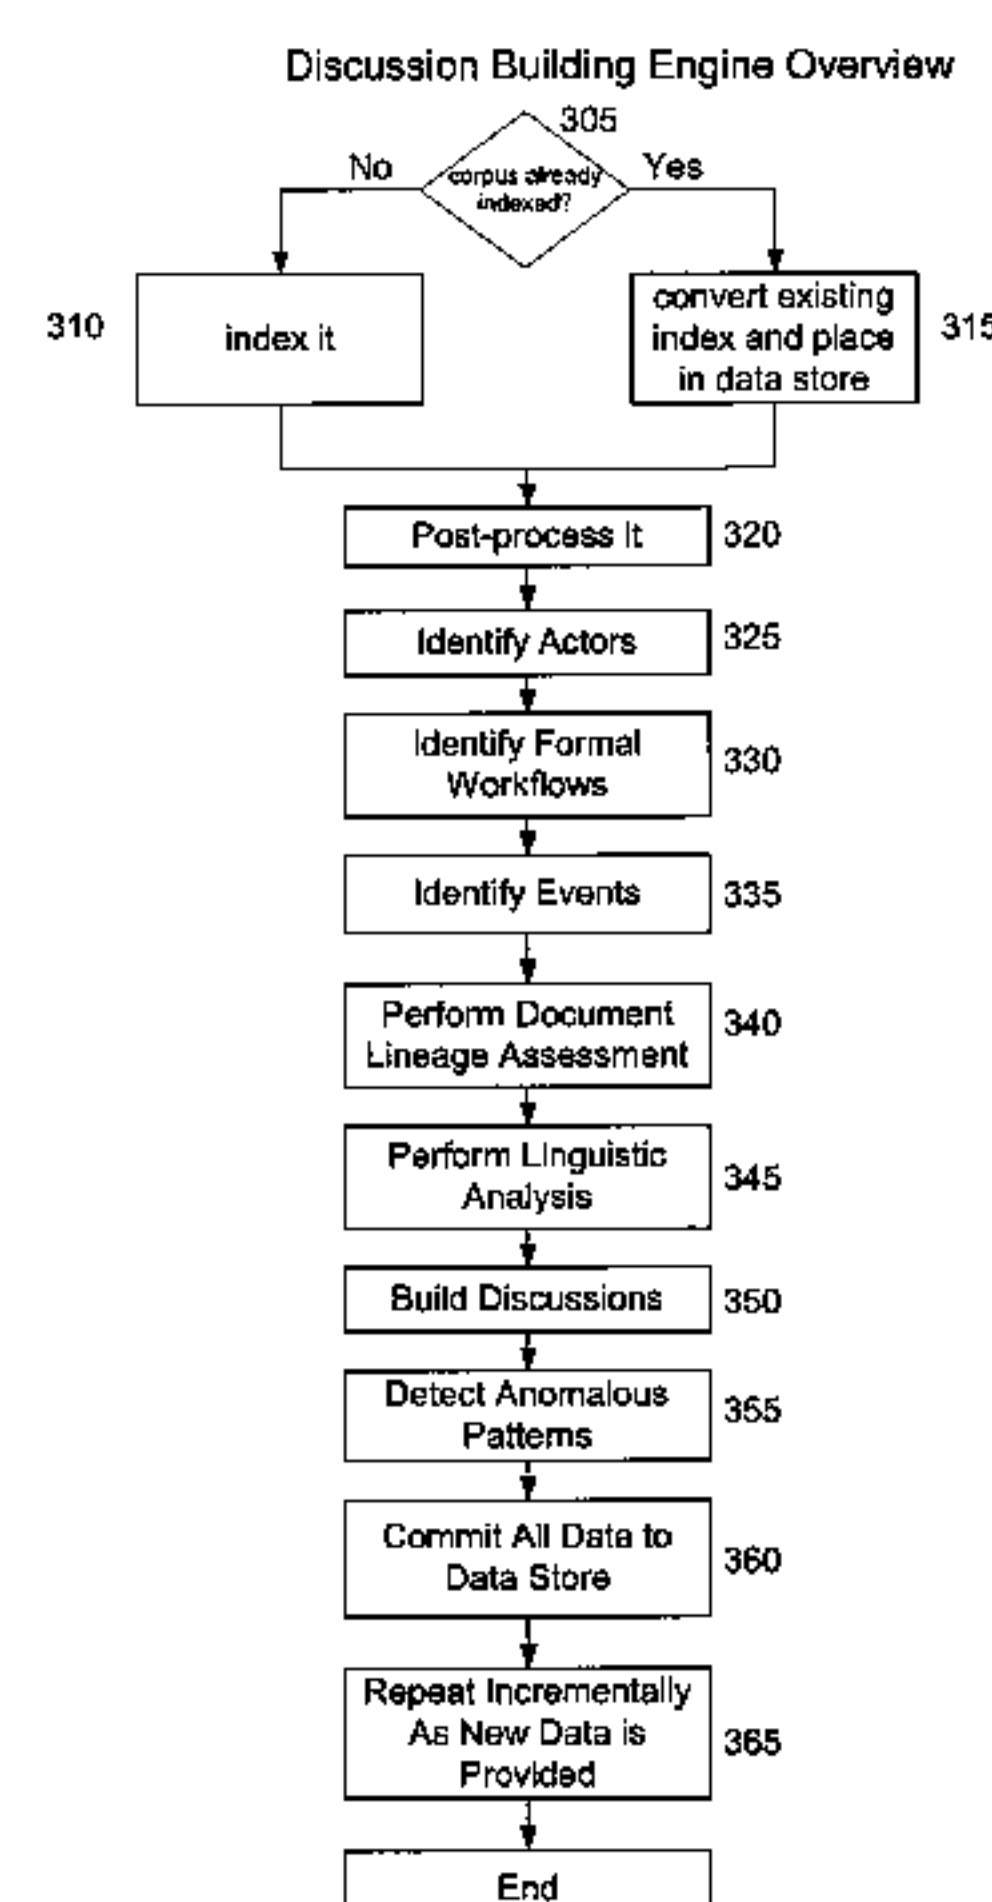 Discussion Building Engine Overview
305
No
Yes
corpus already
indexed?
310
index it
convert existing
index and place
in data store
315
Post-process It
320
Identify Actors
325
Identify Formal
Workflows
330
Identify Events
335
Perform Document
Lineage Assessment
340
Perform Linguistic
Analysis
345
Build Discussions
350
Detect Anomalous
Patterns
355
Commit All Data to
Data Store
360
Repeat Incrementally
As New Data is
Provided
365
End